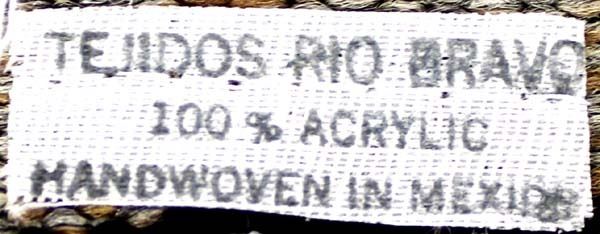 TEJIDOS RIO BRAVO
100 % ACRYLIC
HANDWOVEN IN MEXICO